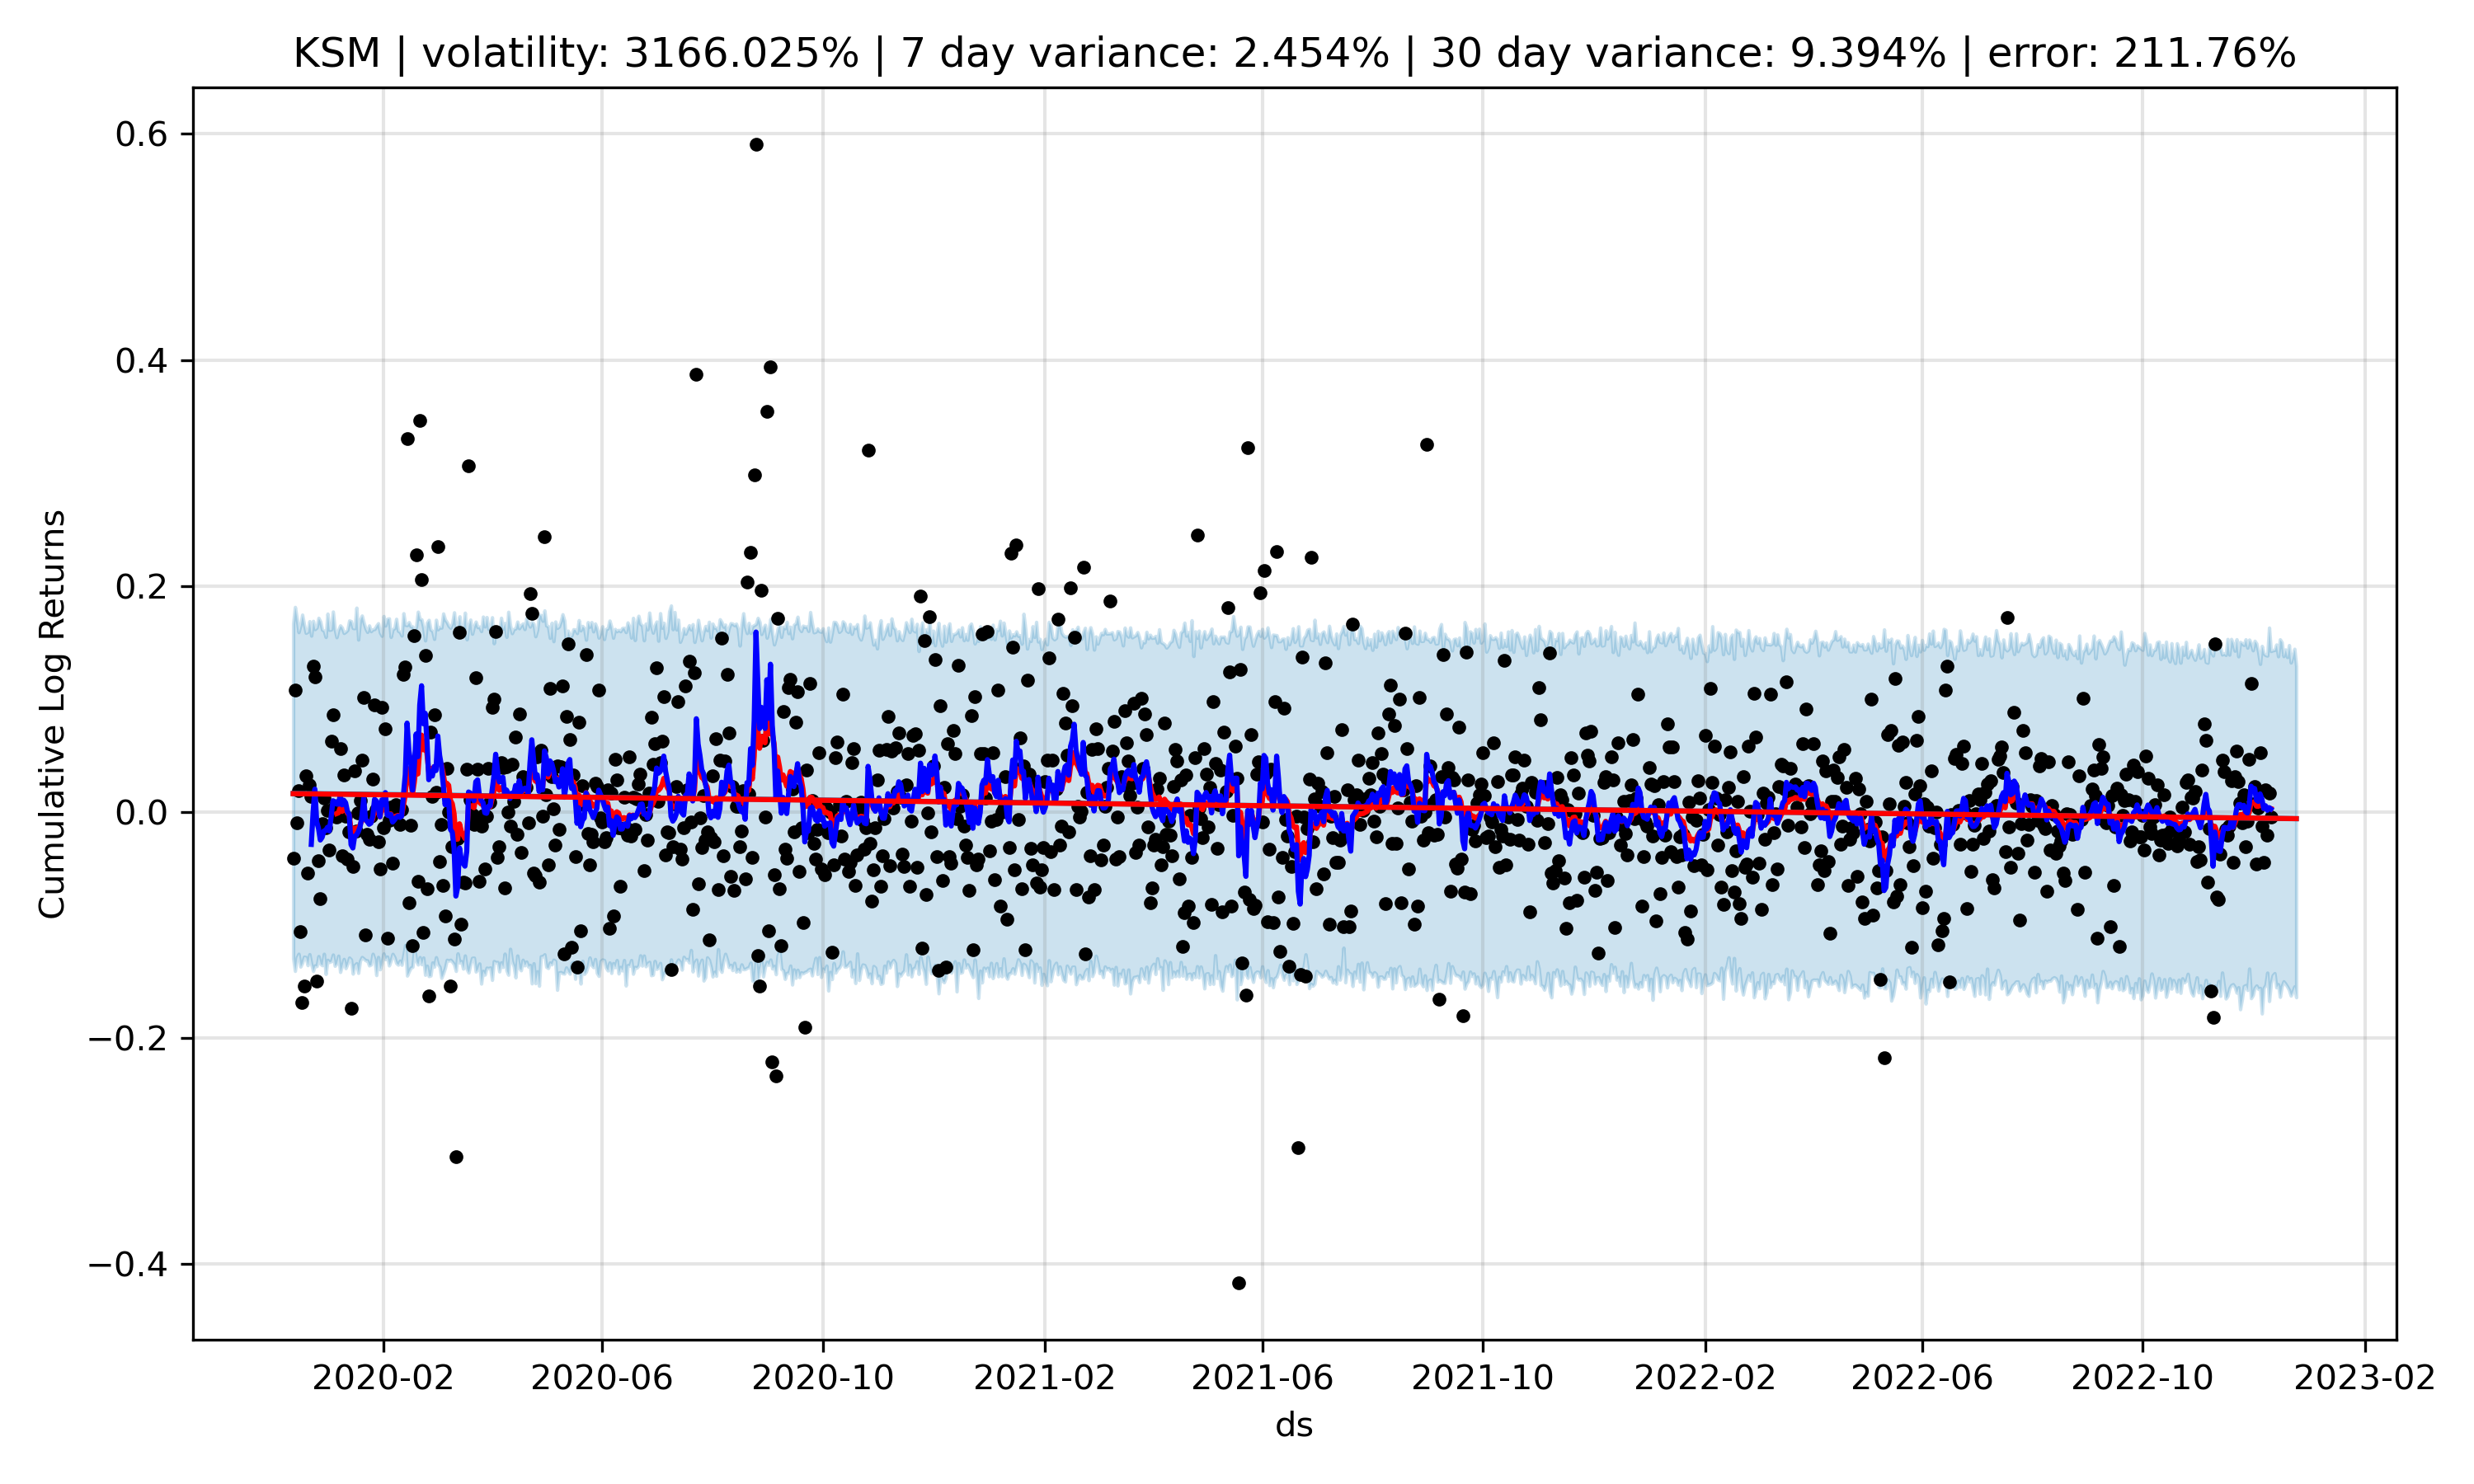 KSM | volatility: 3166.025% | 7 day variance: 2.454% | 30 day variance: 9.394% | error: 211.76%
Cumulative Log Returns
0.6
0.4
0.2
0.0
−0.2
−0.4
2020-02 2020-06 2020-10 2021-02 2021-06 2021-10 2022-02 2022-06 2022-10 2023-02
ds